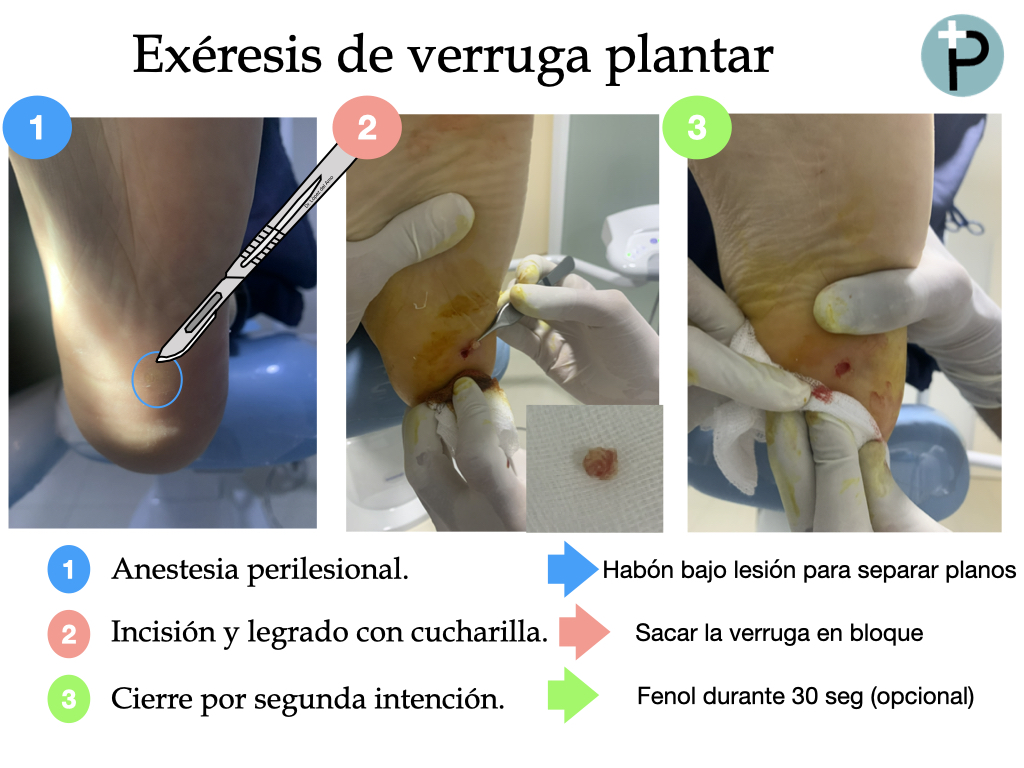 Exéresis de verruga plantar
1
2
3
1 Anestesia perilesional. Habón bajo lesión para separar planos
2 Incisión y legrado con cucharilla. Sacar la verruga en bloque
3 Cierre por segunda intención. Fenol durante 30 seg (opcional)